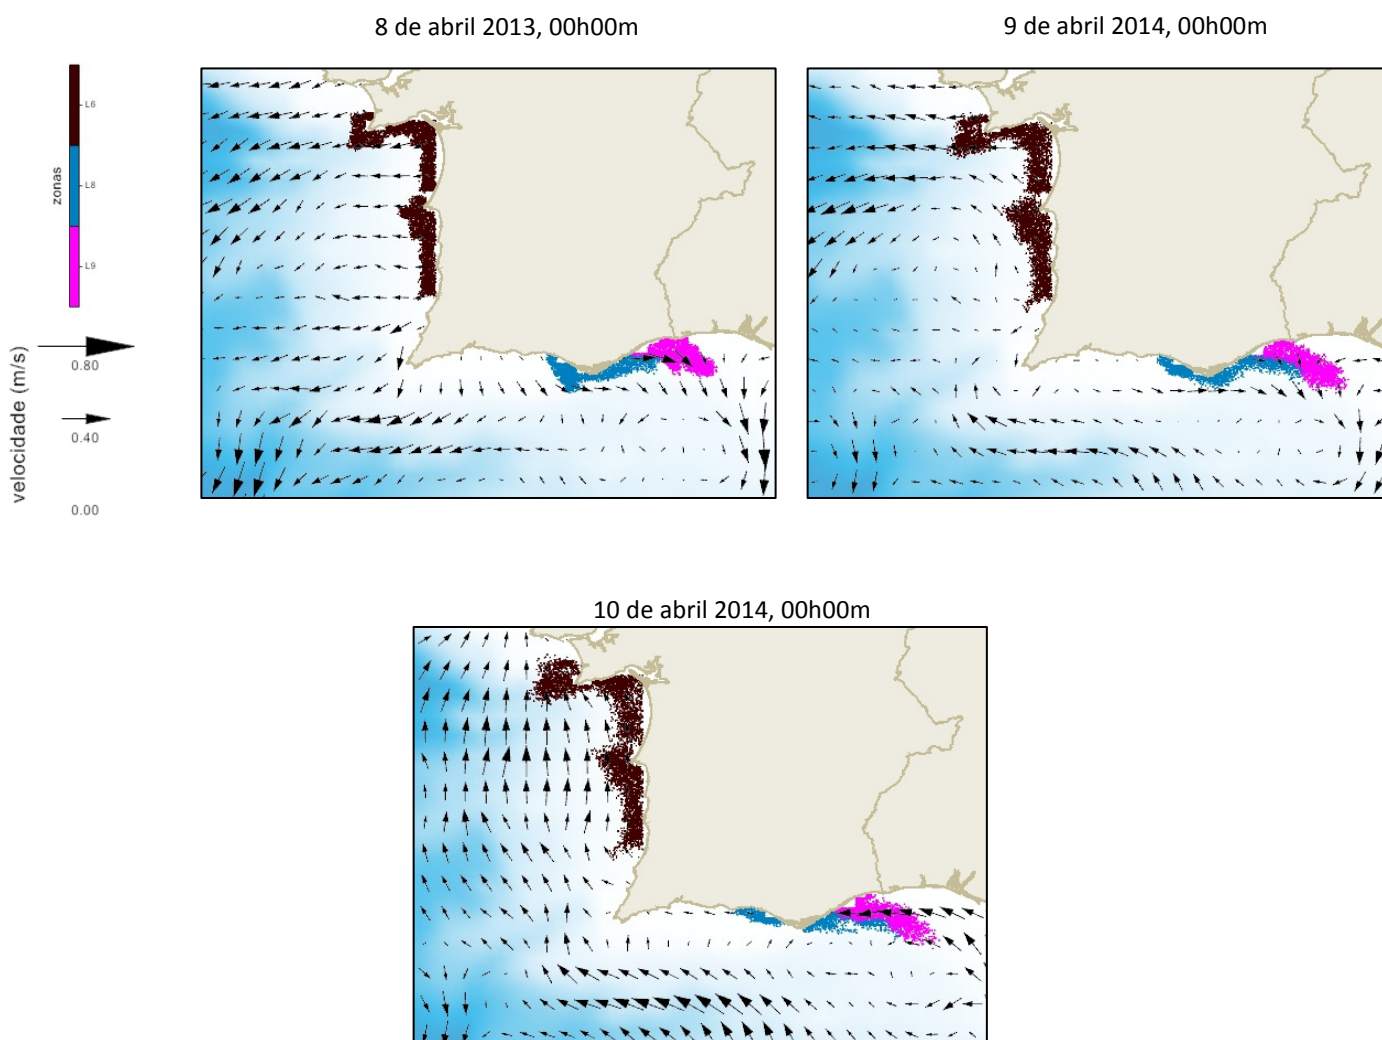 8 de abril 2013, 00h00m
9 de abril 2014, 00h00m
L6
L8
L9
zonas
0.80
0.40
0.00
velocidade (m/s)
10 de abril 2014, 00h00m